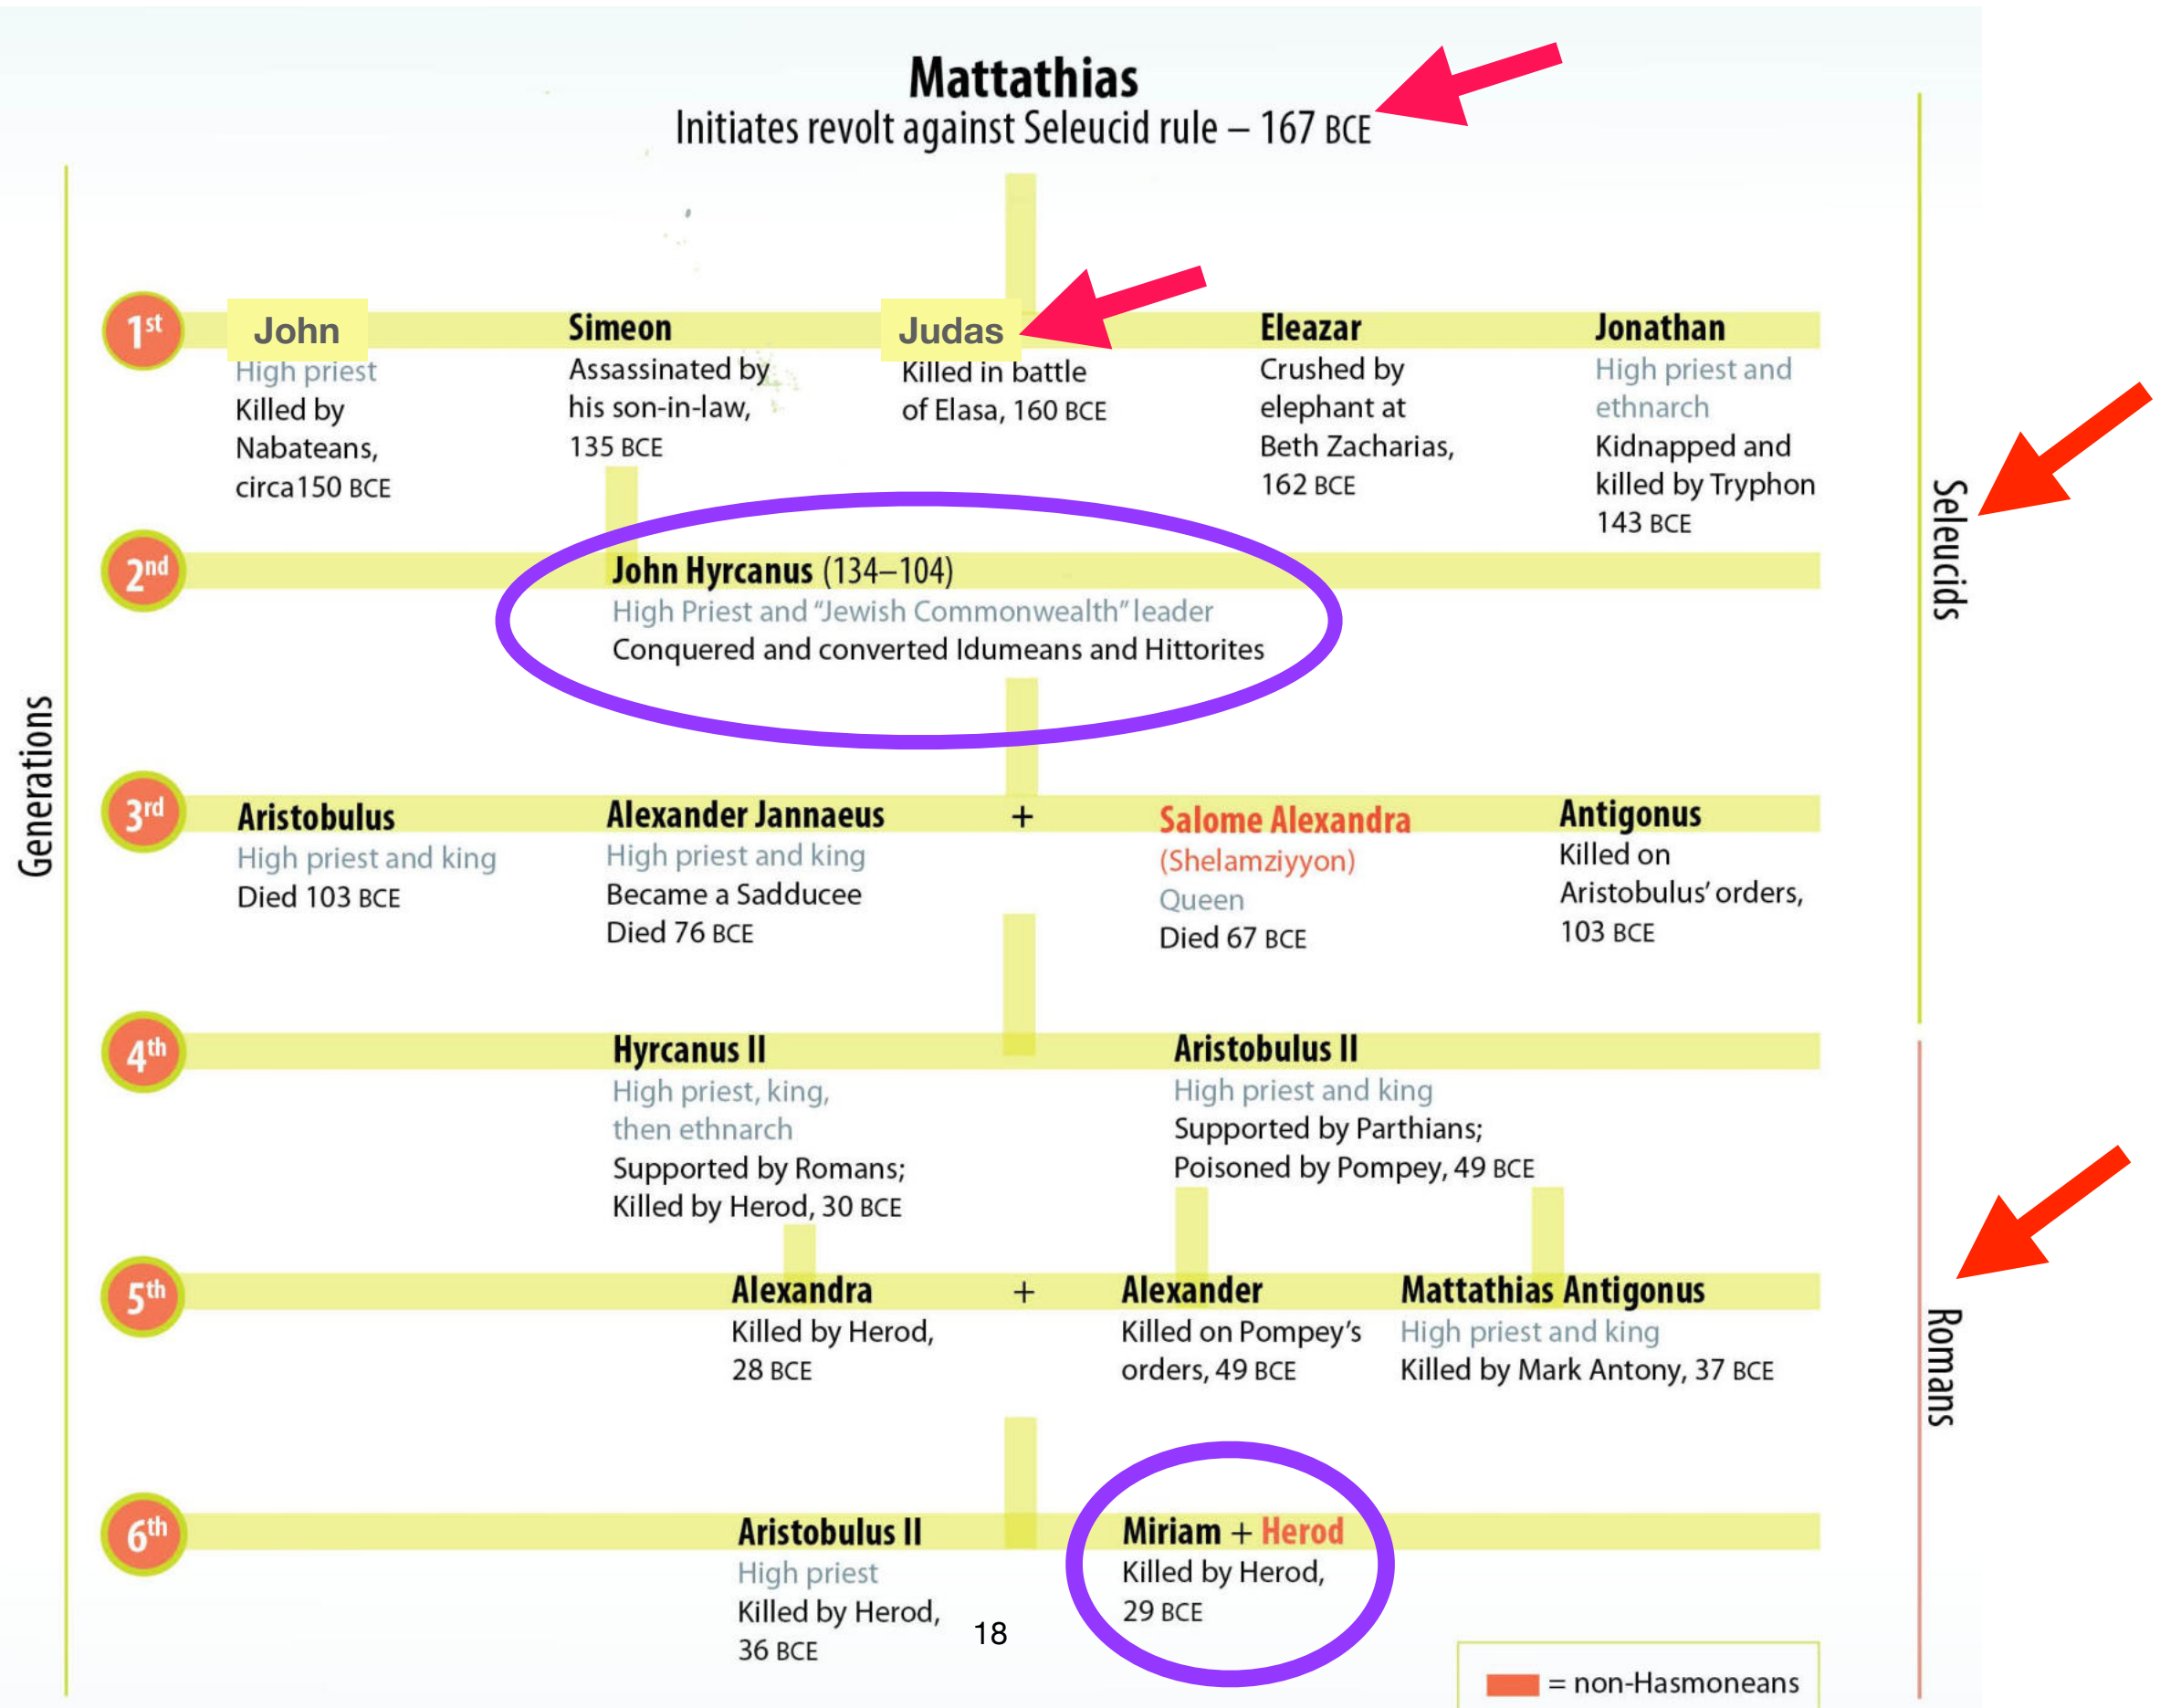 Mattathias
Initiates revolt against Seleucid rule – 167 BCE
Generations
Seleucids
Romans
1st
John
High priest
Killed by
Nabateans,
circa150 BCE
Simeon
Assassinated by
his son-in-law,
135 BCE
Judas
Killed in battle
of Elasa, 160 BCE
Eleazar
Crushed by
elephant at
Beth Zacharias,
162 BCE
Jonathan
High priest and
ethnarch
Kidnapped and
killed by Tryphon
143 BCE
2nd
John Hyrcanus (134–104)
High Priest and “Jewish Commonwealth” leader
Conquered and converted Idumeans and Hittorites
3rd
Aristobulus
High priest and king
Died 103 BCE
Alexander Jannaeus
High priest and king
Became a Sadducee
Died 76 BCE
+
Salome Alexandra
(Shelamziyyon)
Queen
Died 67 BCE
Antigonus
Killed on
Aristobulus’ orders,
103 BCE
4th
Hyrcanus II
High priest, king,
then ethnarch
Supported by Romans;
Killed by Herod, 30 BCE
Aristobulus II
High priest and king
Supported by Parthians;
Poisoned by Pompey, 49 BCE
5th
Alexandra
Killed by Herod,
28 BCE
+
Alexander
Killed on Pompey’s
orders, 49 BCE
Mattathias Antigonus
High priest and king
Killed by Mark Antony, 37 BCE
6th
Aristobulus II
High priest
Killed by Herod,
36 BCE
Miriam + Herod
Killed by Herod,
29 BCE
18
= non-Hasmoneans